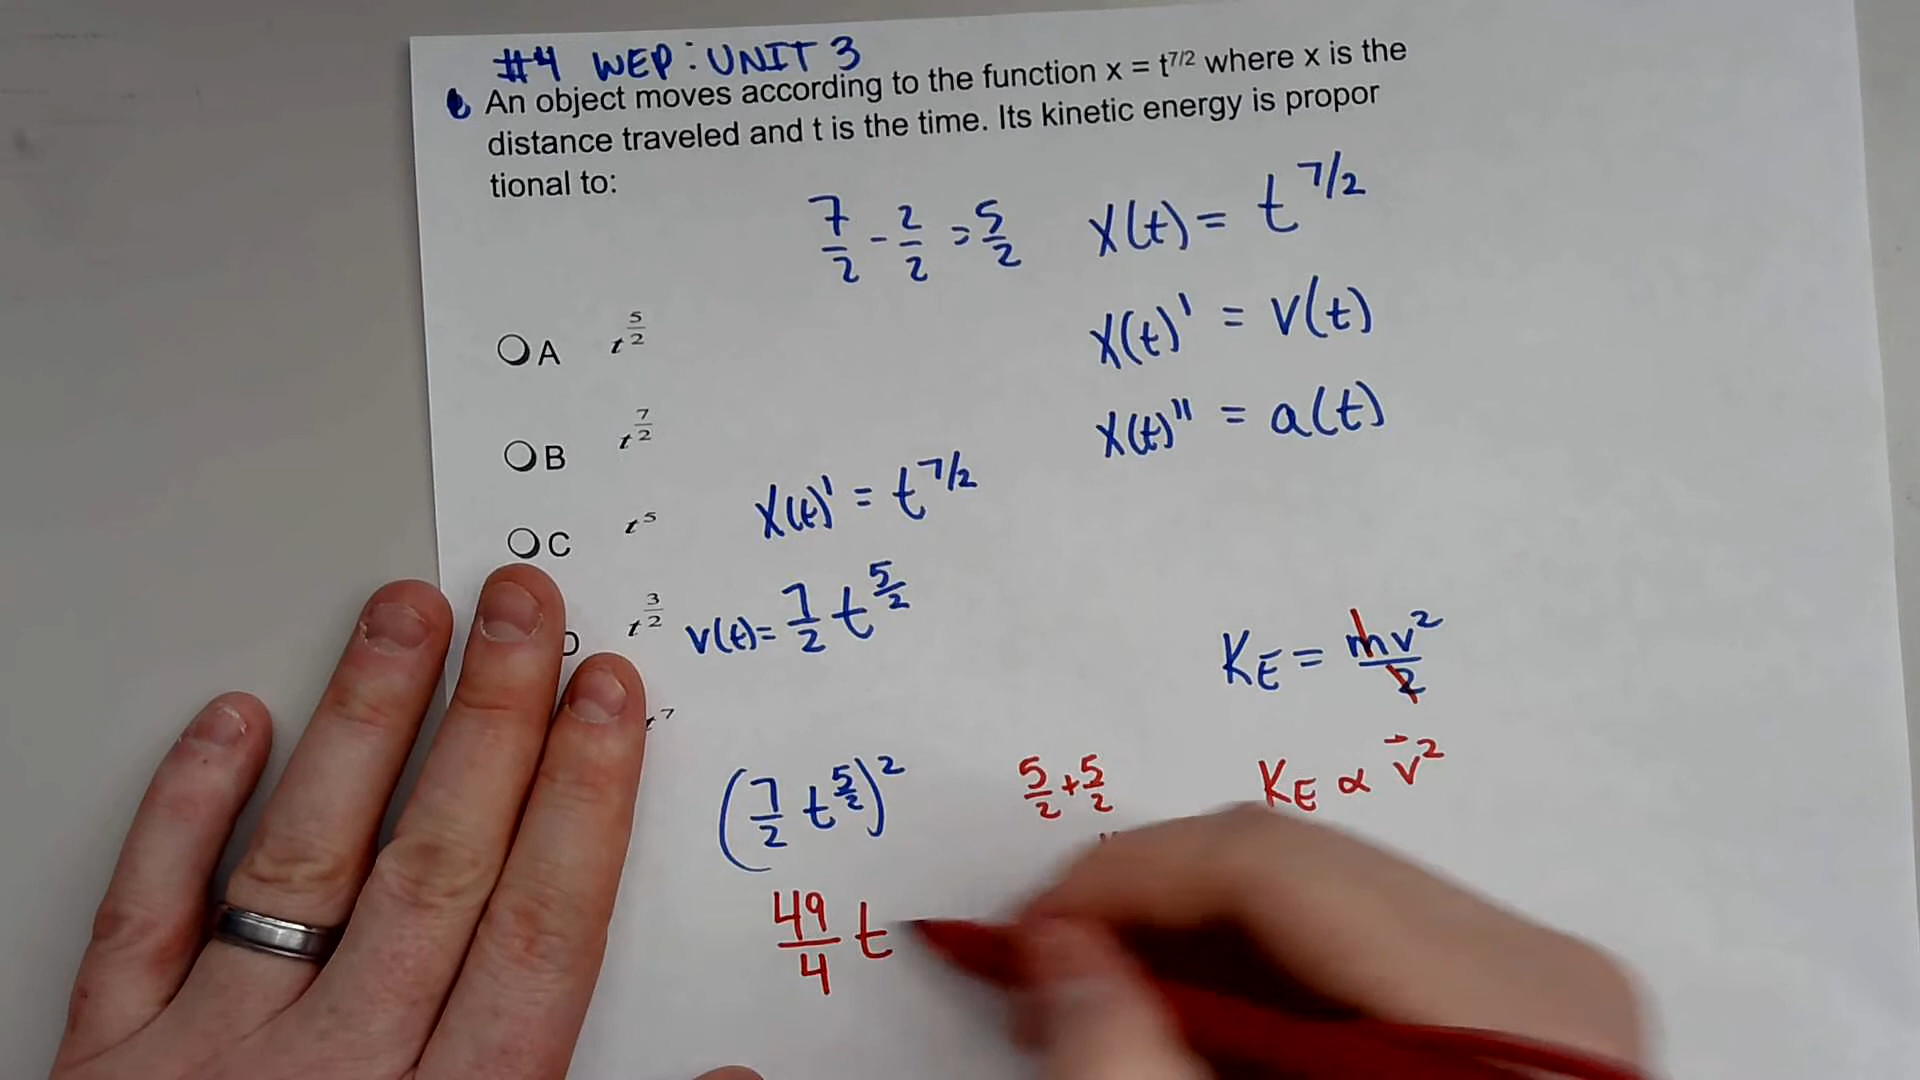 #4 WEP: UNIT 3
An object moves according to the function x = t^7/2 where x is the
distance traveled and t is the time. Its kinetic energy is propor
tional to:
7/2 - 2/2 = 5/2
X(t) = t^7/2
X(t)' = v(t)
X(t)'' = a(t)
A t^5/2
B t^7/2
C t^5
D t^3/2
t^7
X(t)' = t^7/2
v(t) = 7/2 t^5/2
KE = mv²/2
KE ∝ v⃗²
(7/2 t^5/2)²
5/2 + 5/2
49/4 t